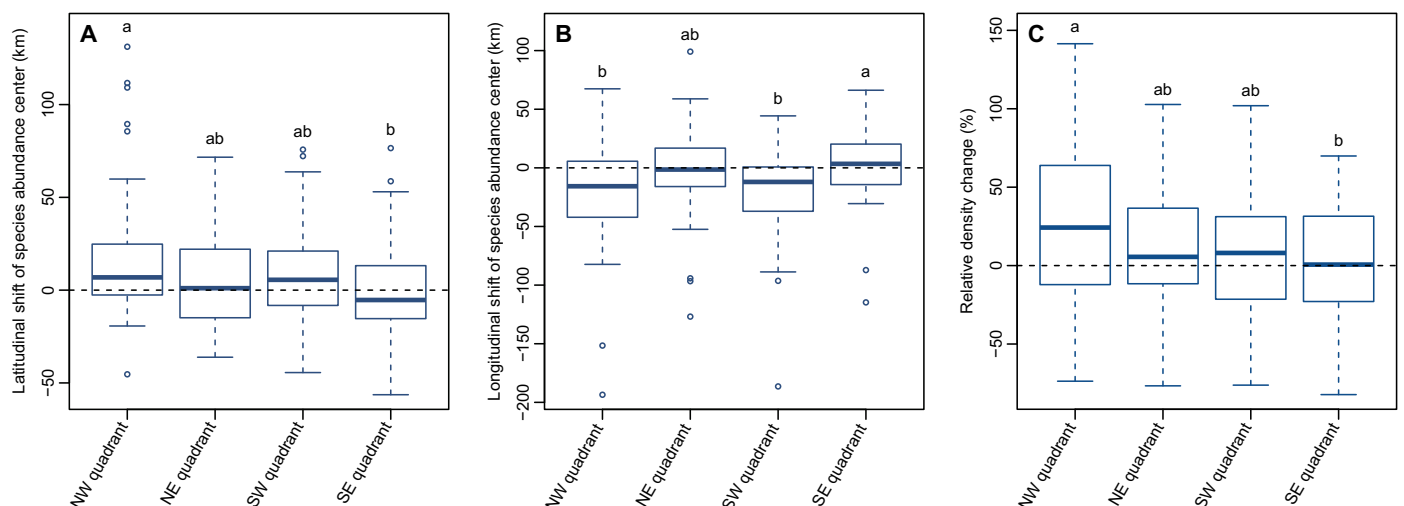 A
Latitudinal shift of species abundance center (km)
100
50
0
−50
a
ab
ab
b
NW quadrant
NE quadrant
SW quadrant
SE quadrant
B
Longitudinal shift of species abundance center (km)
100
50
0
−50
−100
−150
−200
b
ab
b
a
NW quadrant
NE quadrant
SW quadrant
SE quadrant
C
Relative density change (%)
150
100
50
0
−50
a
ab
ab
b
NW quadrant
NE quadrant
SW quadrant
SE quadrant